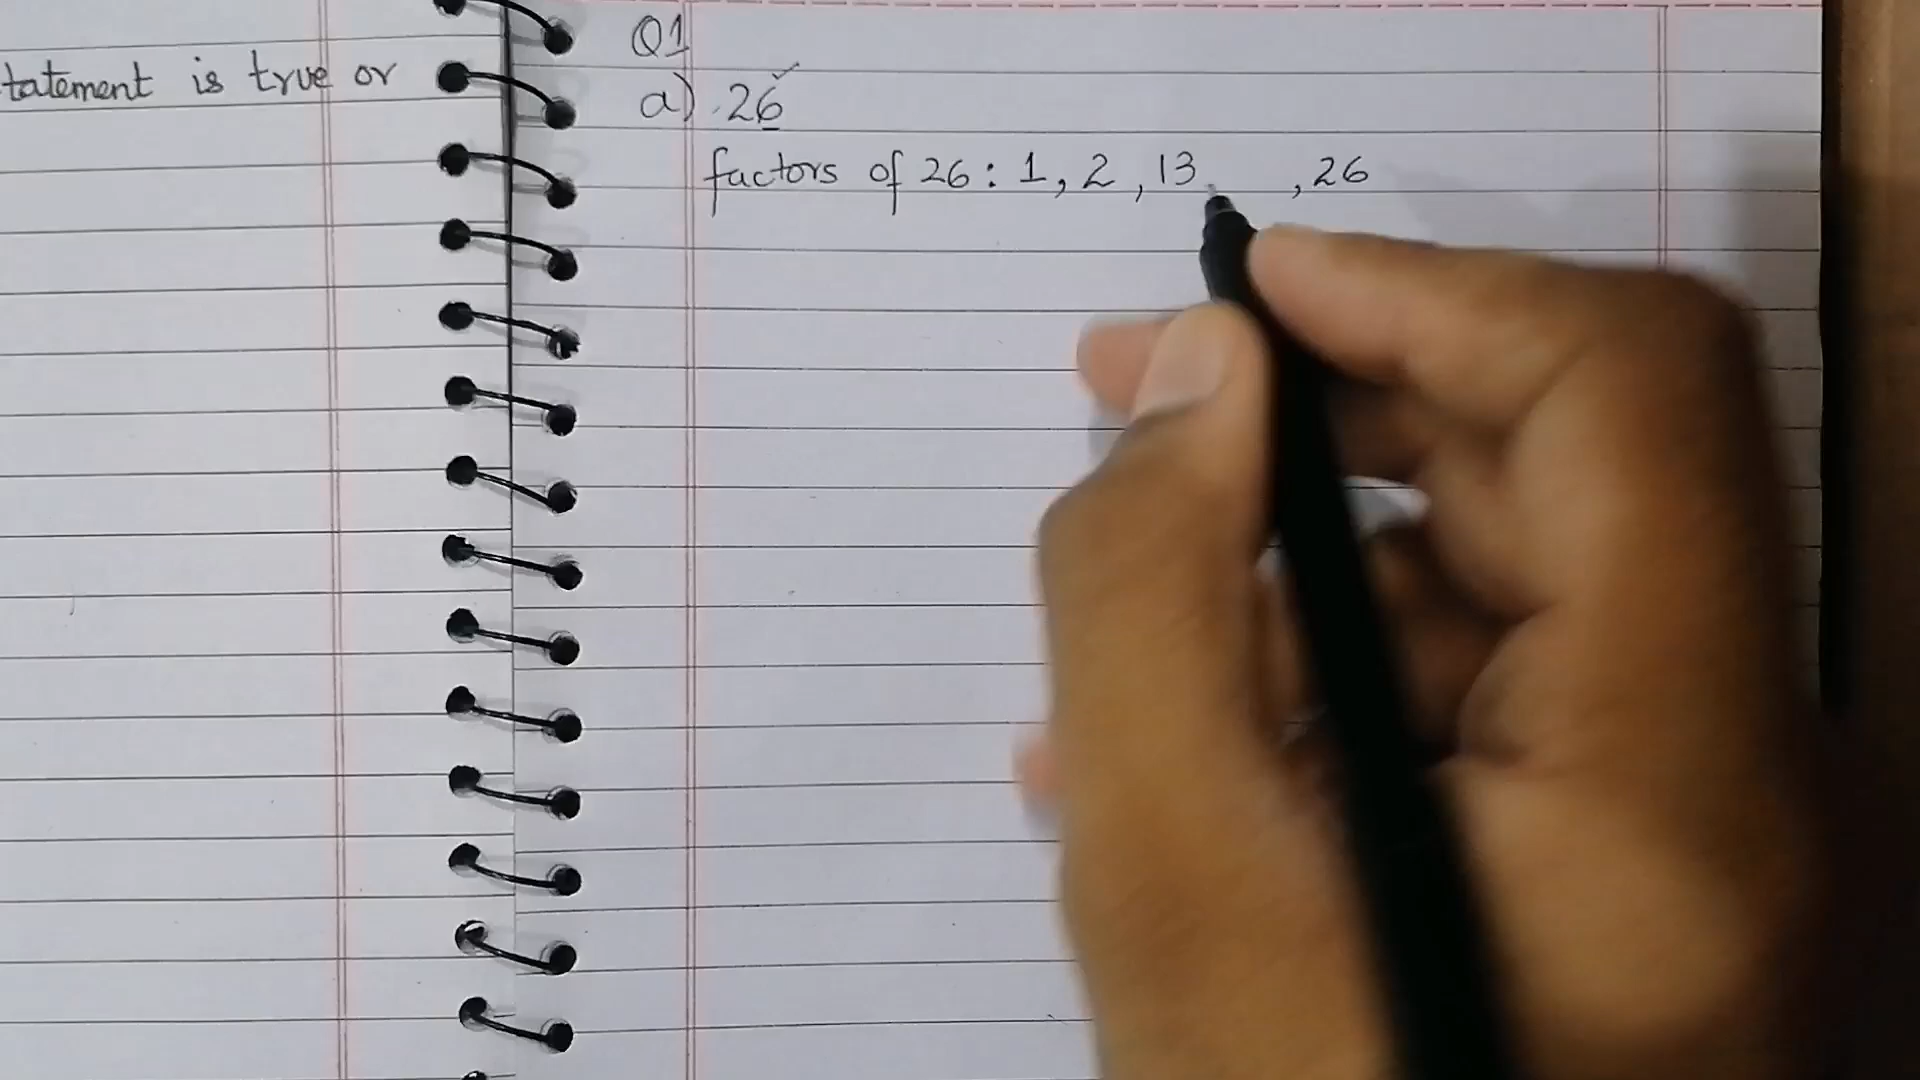 tatement is true or
Q1
a) 26 ✓
factors of 26 : 1, 2, 13 , 26